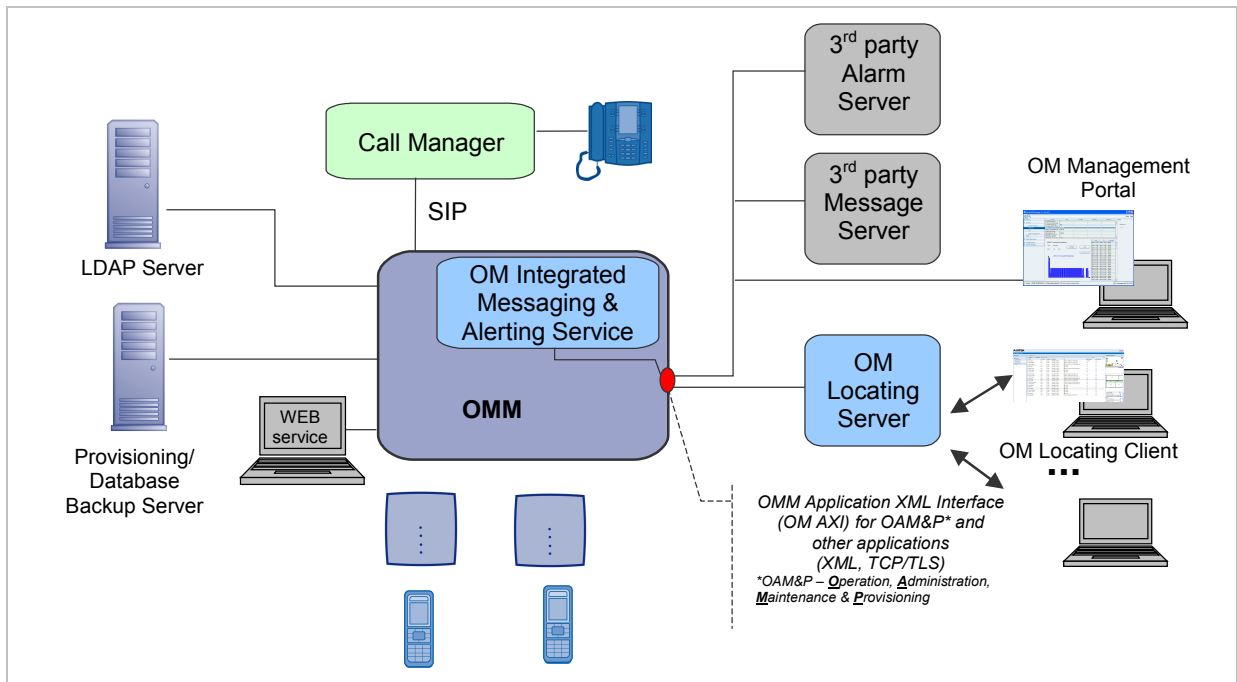 3rd party
Alarm
Server
Call Manager
3rd party
Message
Server
OM Management
Portal
SIP
LDAP Server
OM Integrated
Messaging &
Alerting Service
OM
Locating
Server
OMM
WEB
service
OM Locating Client
...
Provisioning/
Database
Backup Server
OMM Application XML Interface
(OM AXI) for OAM&P* and
other applications
(XML, TCP/TLS)
*OAM&P – Operation, Administration,
Maintenance & Provisioning